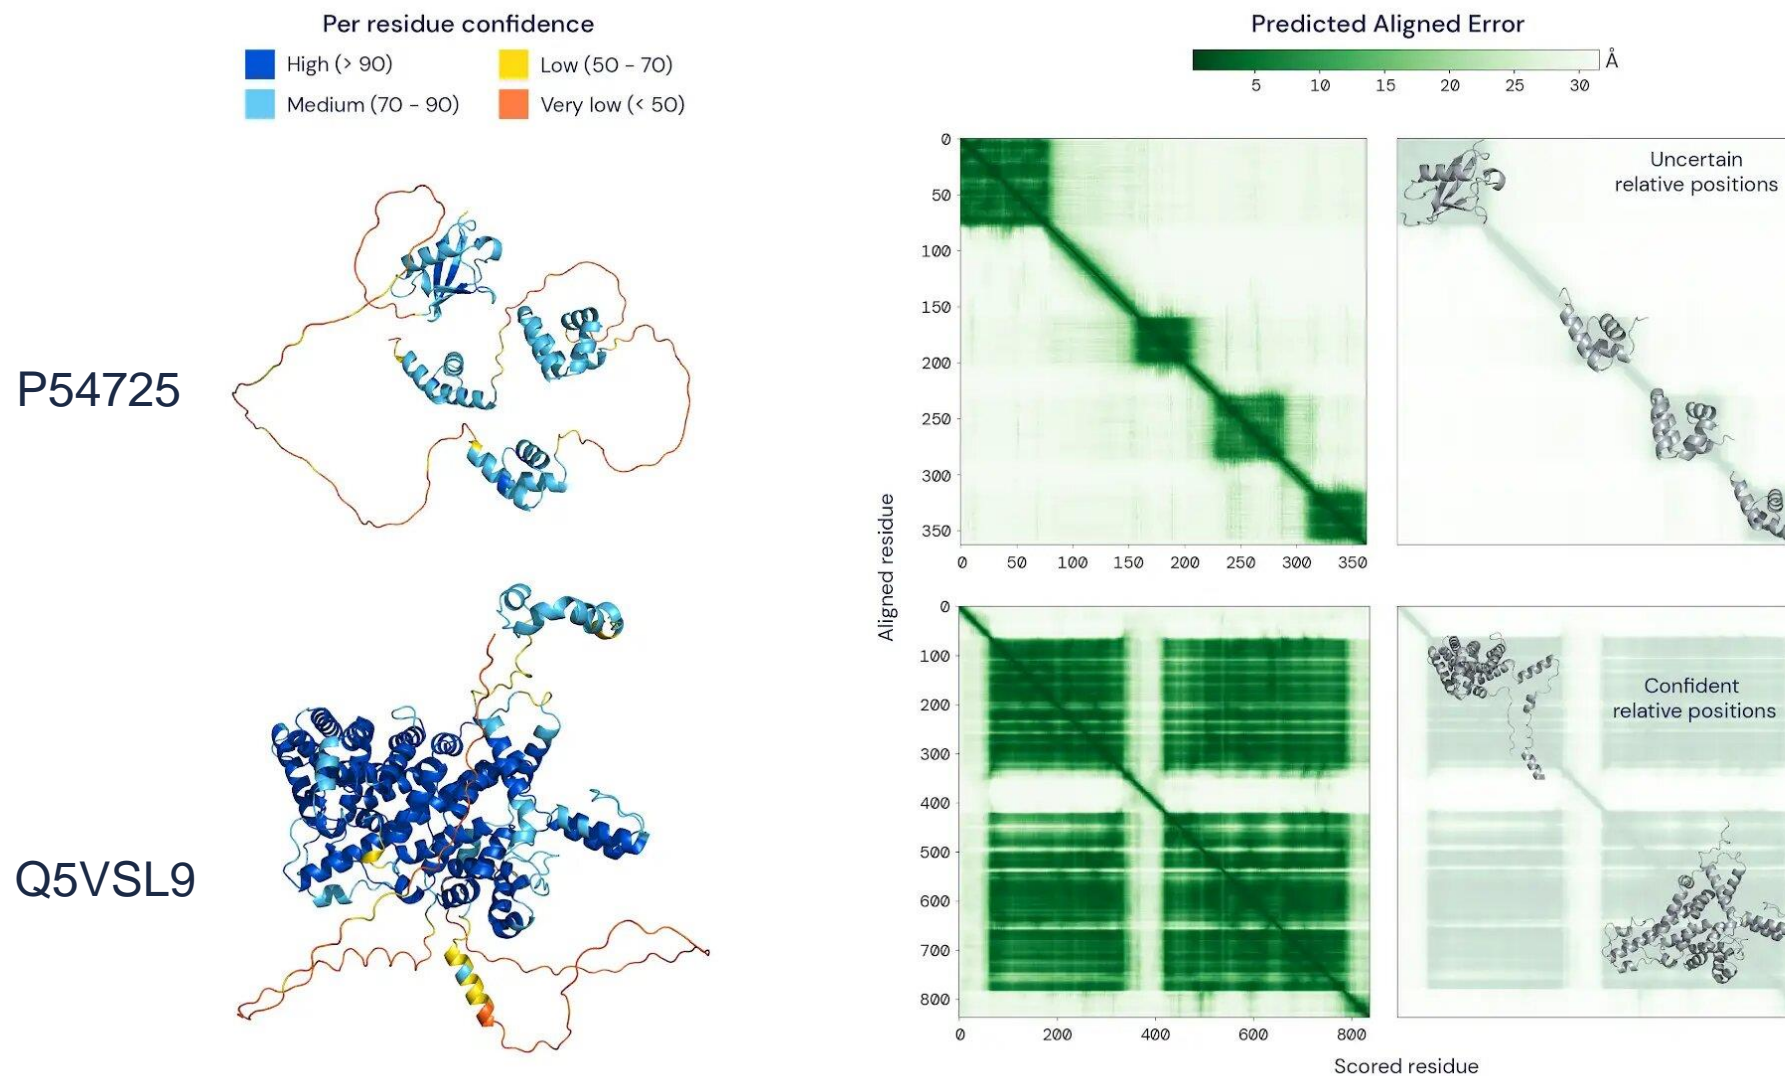 Per residue confidence
High (> 90)
Low (50 - 70)
Medium (70 - 90)
Very low (< 50)
Predicted Aligned Error
Å
5 10 15 20 25 30
P54725
0
50
100
150
200
250
300
350
0 50 100 150 200 250 300 350
Uncertain
relative positions
Aligned residue
Q5VSL9
0
100
200
300
400
500
600
700
800
0 200 400 600 800
Confident
relative positions
Scored residue